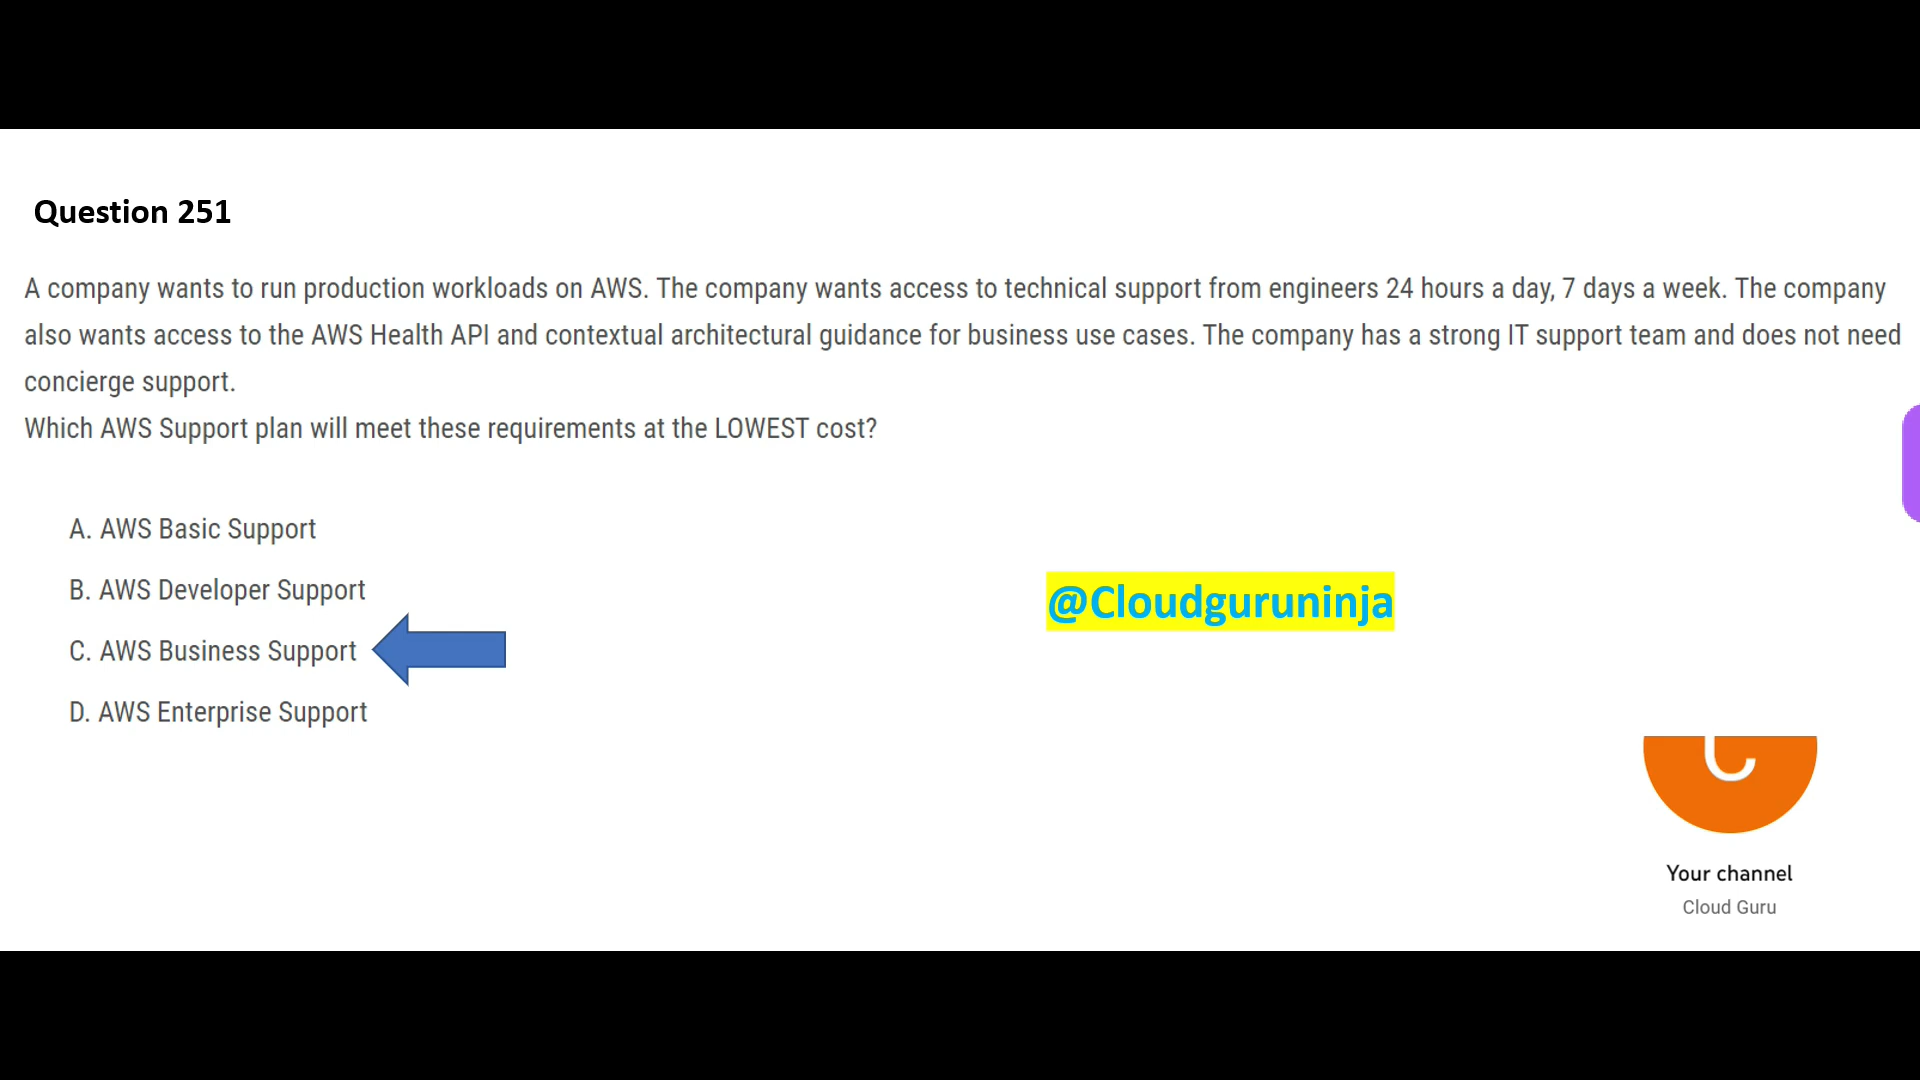 Question 251
A company wants to run production workloads on AWS. The company wants access to technical support from engineers 24 hours a day, 7 days a week. The company
also wants access to the AWS Health API and contextual architectural guidance for business use cases. The company has a strong IT support team and does not need
concierge support.
Which AWS Support plan will meet these requirements at the LOWEST cost?
A. AWS Basic Support
B. AWS Developer Support
C. AWS Business Support
D. AWS Enterprise Support
@Cloudguruninja
Your channel
Cloud Guru